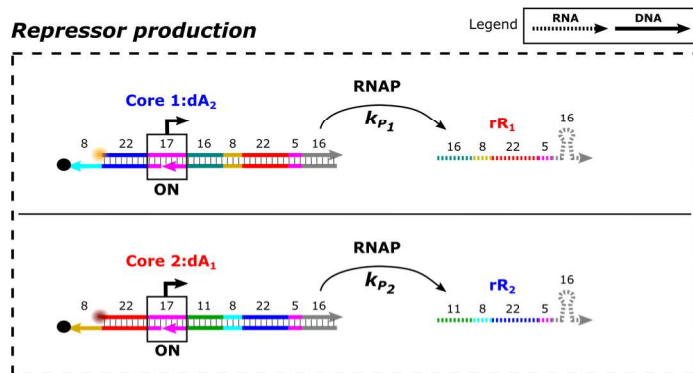 Repressor production
Legend
RNA
DNA
Core 1:dA₂
RNAP
kP₁
rR₁
16
8 22 17 16 8 22 5 16
16 8 22 5
ON
Core 2:dA₁
RNAP
kP₂
rR₂
16
8 22 17 11 8 22 5 16
11 8 22 5
ON